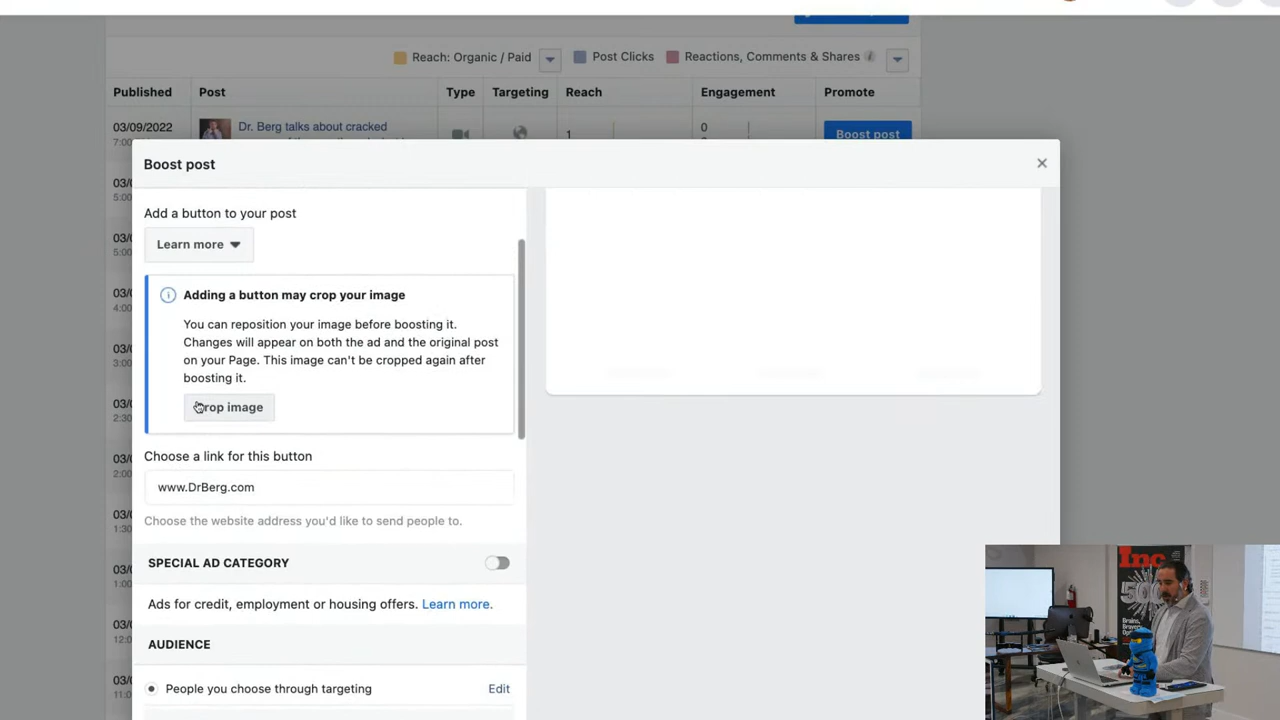 Reach: Organic / Paid
Post Clicks
Reactions, Comments & Shares
Published
Post
Type
Targeting
Reach
Engagement
Promote
03/09/2022
Dr. Berg talks about cracked
1
0
Boost post
Boost post
Add a button to your post
Learn more
Adding a button may crop your image
You can reposition your image before boosting it.
Changes will appear on both the ad and the original post
on your Page. This image can't be cropped again after
boosting it.
Crop image
Choose a link for this button
www.DrBerg.com
Choose the website address you'd like to send people to.
SPECIAL AD CATEGORY
Ads for credit, employment or housing offers. Learn more.
AUDIENCE
People you choose through targeting
Edit
Inc